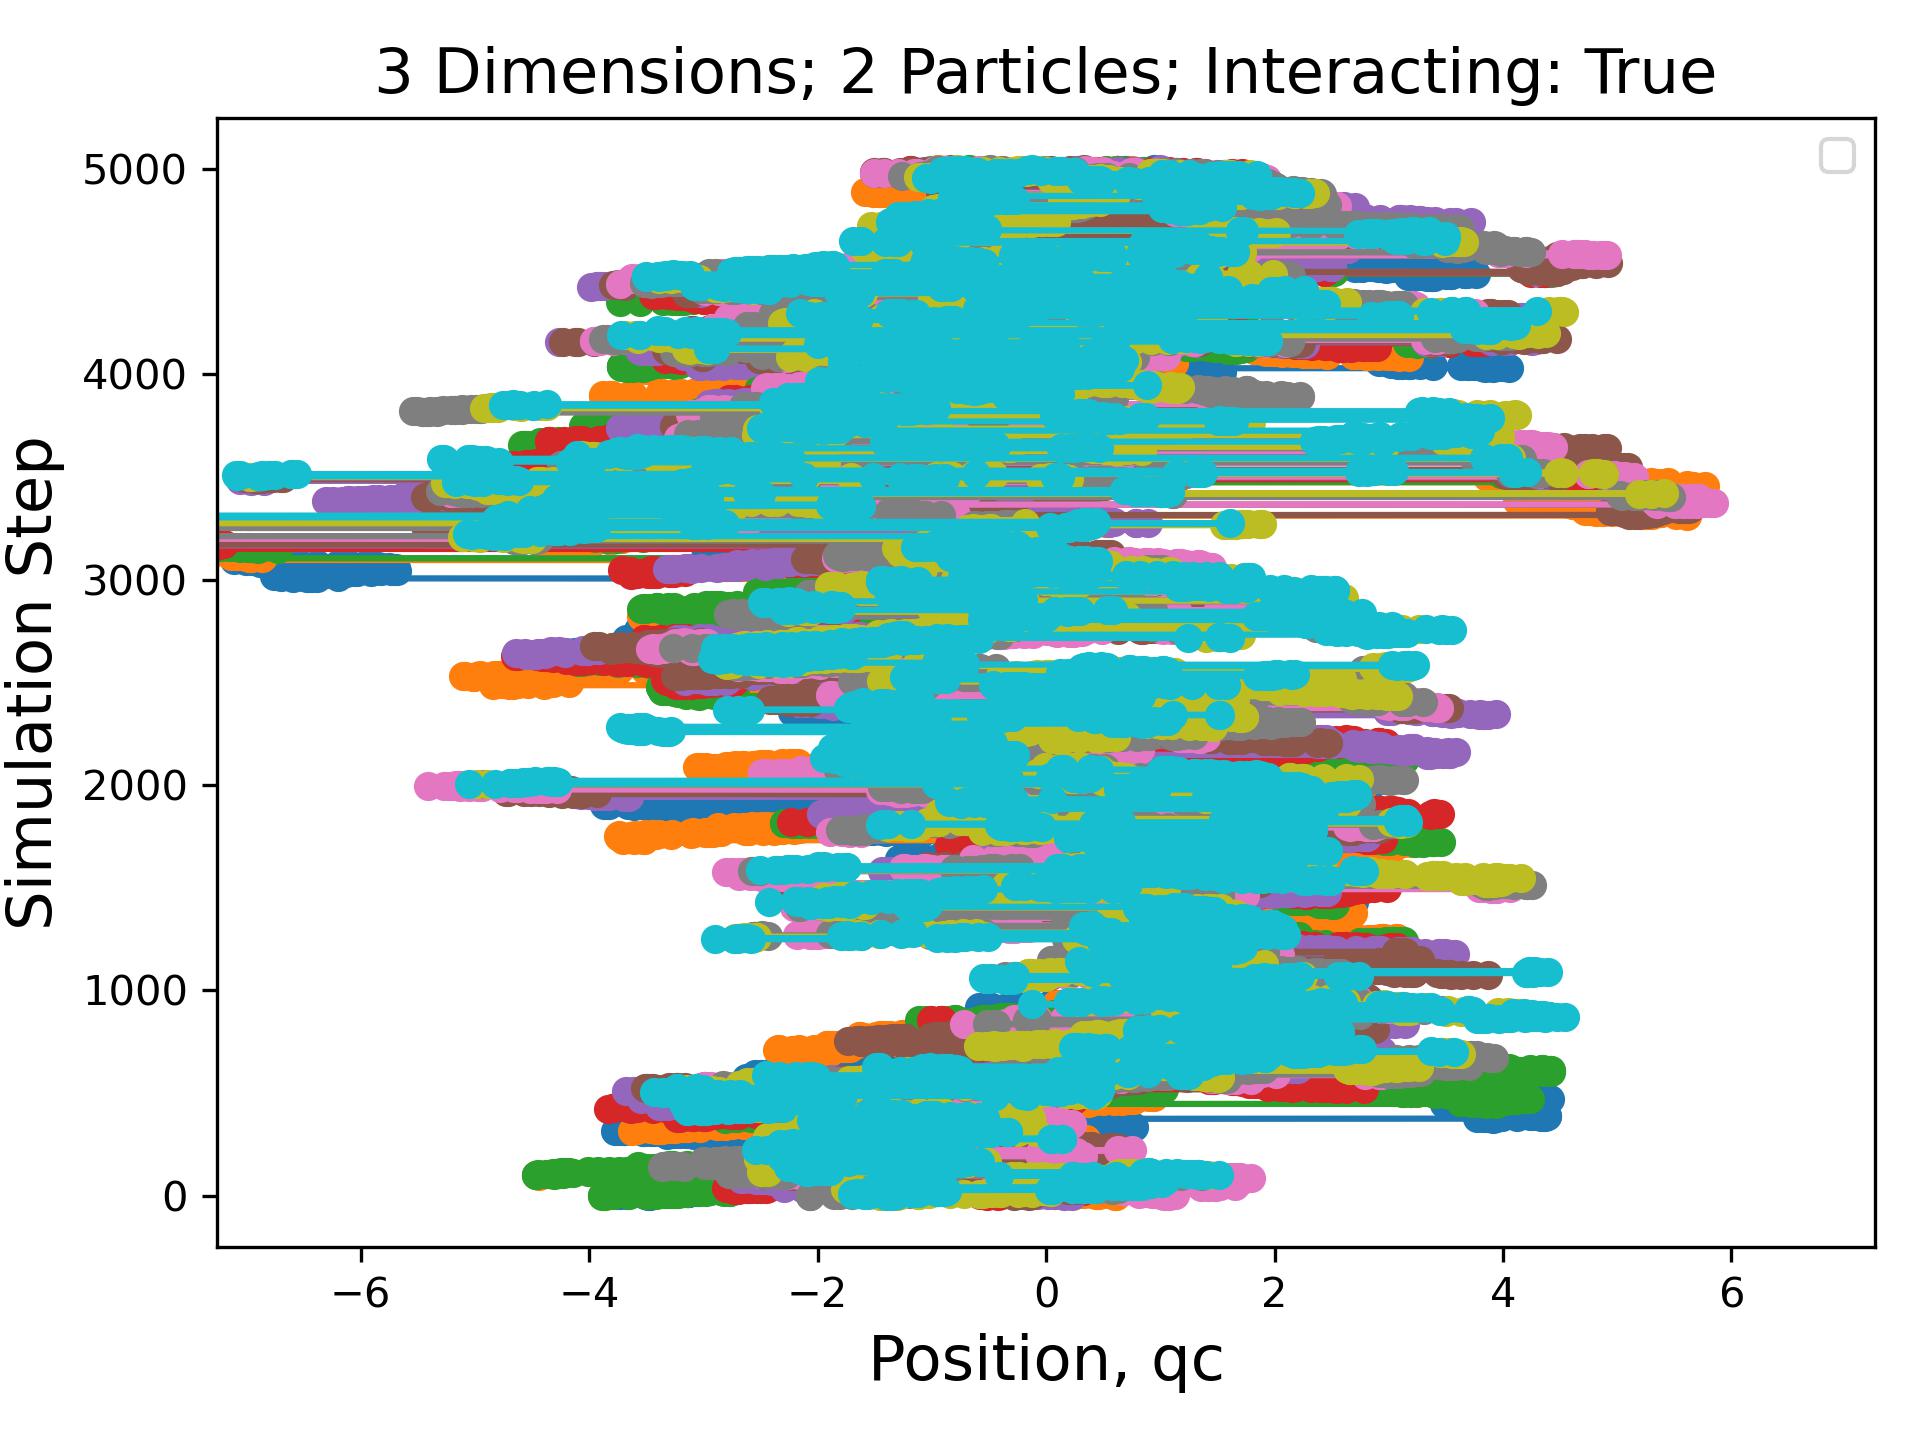 3 Dimensions; 2 Particles; Interacting: True
5000
4000
3000
2000
1000
0
Simulation Step
−6 −4 −2 0 2 4 6
Position, qc